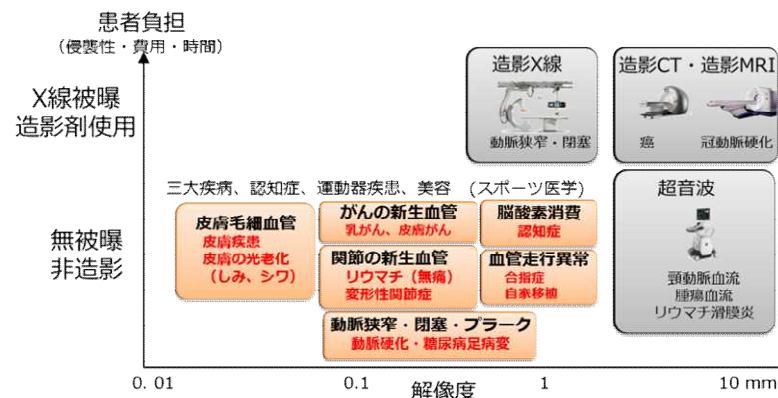 患者負担
（侵襲性・費用・時間）
X線被曝
造影剤使用
無被曝
非造影
造影X線
動脈狭窄・閉塞
造影CT・造影MRI
癌
冠動脈硬化
三大疾病、認知症、運動器疾患、美容 （スポーツ医学）
皮膚毛細血管
皮膚疾患
皮膚の光老化
（しみ、シワ）
がんの新生血管
乳がん、皮膚がん
脳酸素消費
認知症
関節の新生血管
リウマチ（無痛）
変形性関節症
血管走行異常
合指症
自家移植
動脈狭窄・閉塞・プラーク
動脈硬化・糖尿病足病変
超音波
頸動脈血流
腫瘍血流
リウマチ滑膜炎
0. 01
0.1
解像度
1
10 mm